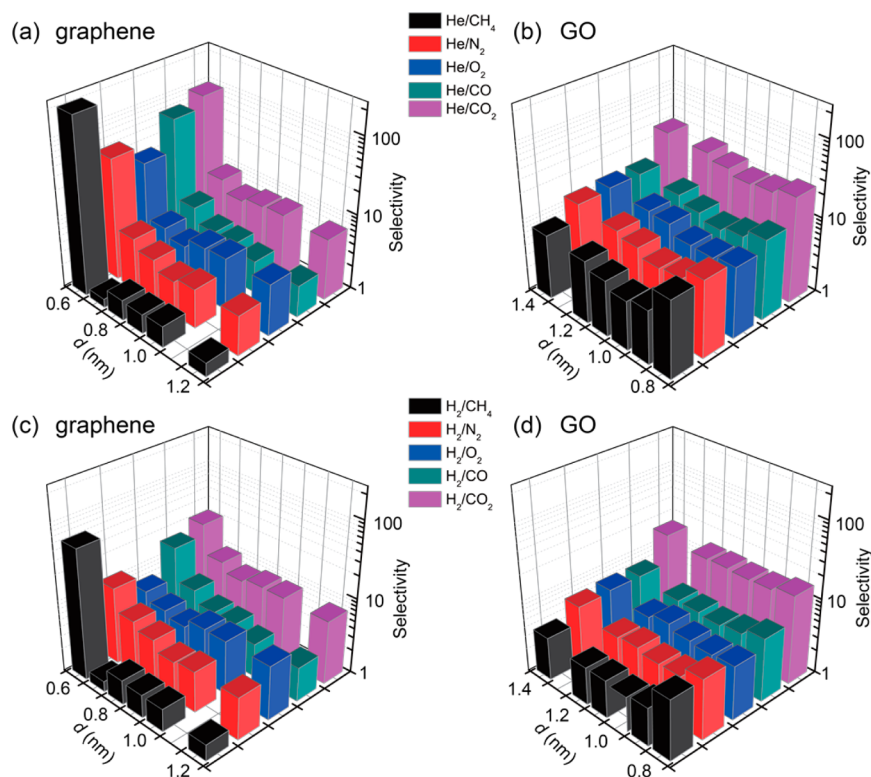 (a) graphene
He/CH₄
He/N₂
He/O₂
He/CO
He/CO₂
(b) GO
100
10
1
Selectivity
0.6
0.8
1.0
1.2
d (nm)
100
10
1
Selectivity
1.4
1.2
1.0
0.8
d (nm)
(c) graphene
H₂/CH₄
H₂/N₂
H₂/O₂
H₂/CO
H₂/CO₂
(d) GO
100
10
1
Selectivity
0.6
0.8
1.0
1.2
d (nm)
100
10
1
Selectivity
1.4
1.2
1.0
0.8
d (nm)